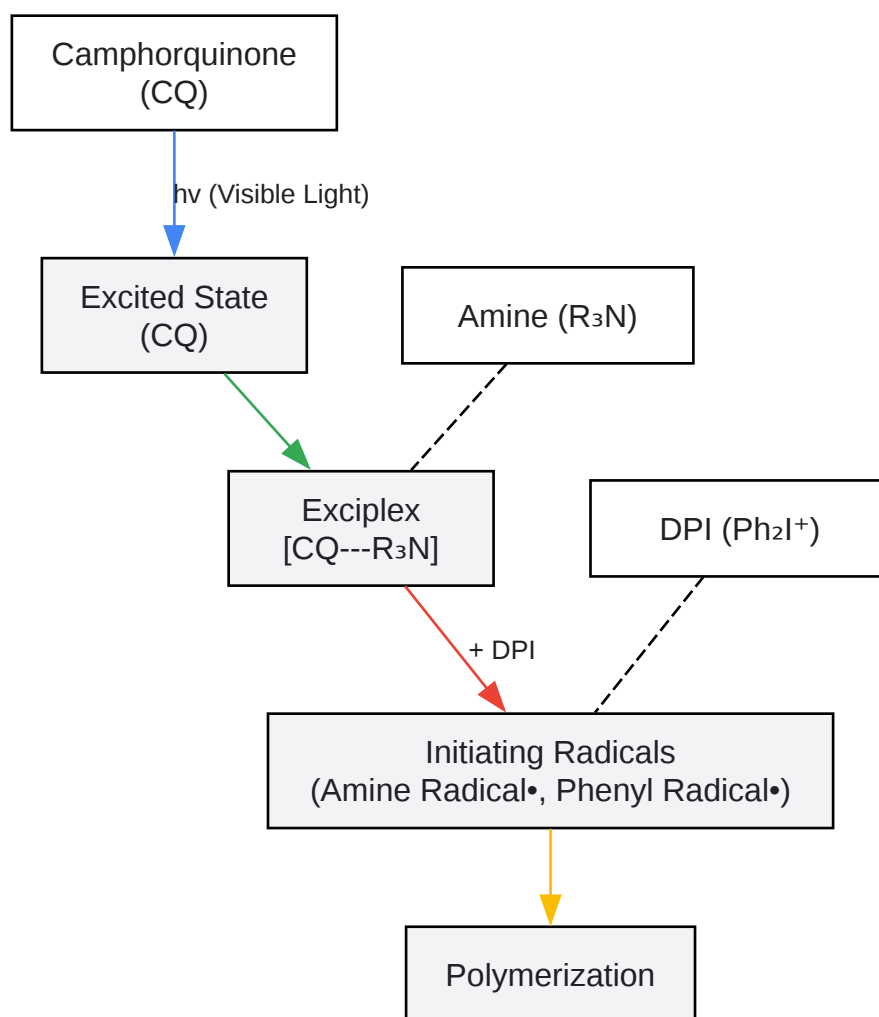 Camphorquinone
(CQ)
hv (Visible Light)
Excited State
(CQ)
Amine (R₃N)
Exciplex
[CQ---R₃N]
DPI (Ph₂I⁺)
+ DPI
Initiating Radicals
(Amine Radical•, Phenyl Radical•)
Polymerization